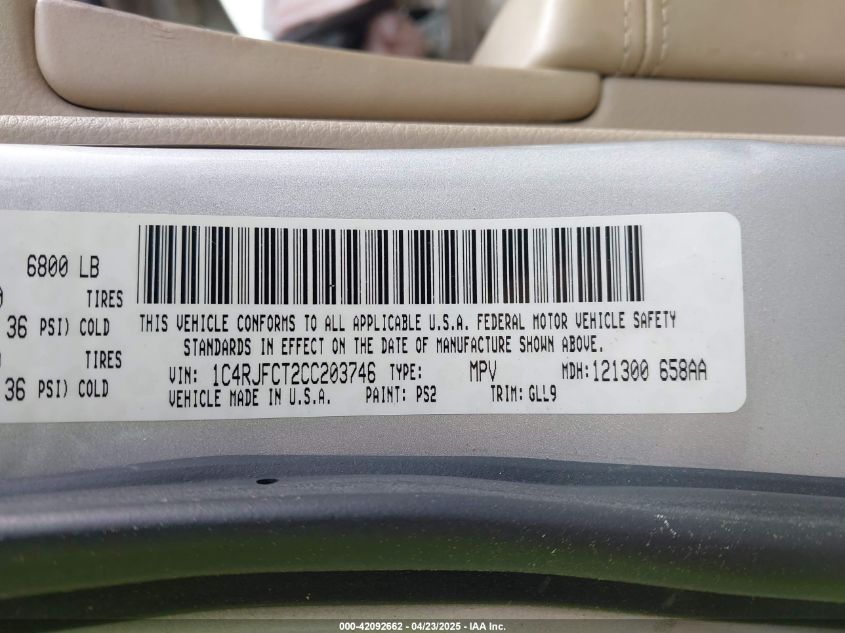 6800 LB
TIRES
36 PSI) COLD
TIRES
36 PSI) COLD
THIS VEHICLE CONFORMS TO ALL APPLICABLE U.S.A. FEDERAL MOTOR VEHICLE SAFETY
STANDARDS IN EFFECT ON THE DATE OF MANUFACTURE SHOWN ABOVE.
VIN: 1C4RJFCT2CC203746 TYPE: MPV MDH:121300 658AA
VEHICLE MADE IN U.S.A. PAINT: PS2 TRIM: GLL9
000-42092662 - 04/23/2025 - IAA Inc.